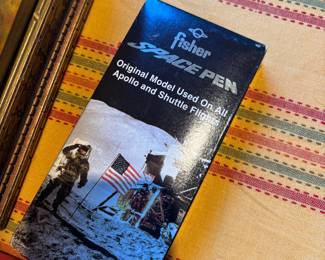 fisher
SPACE PEN
Original Model Used On All
Apollo and Shuttle Flights